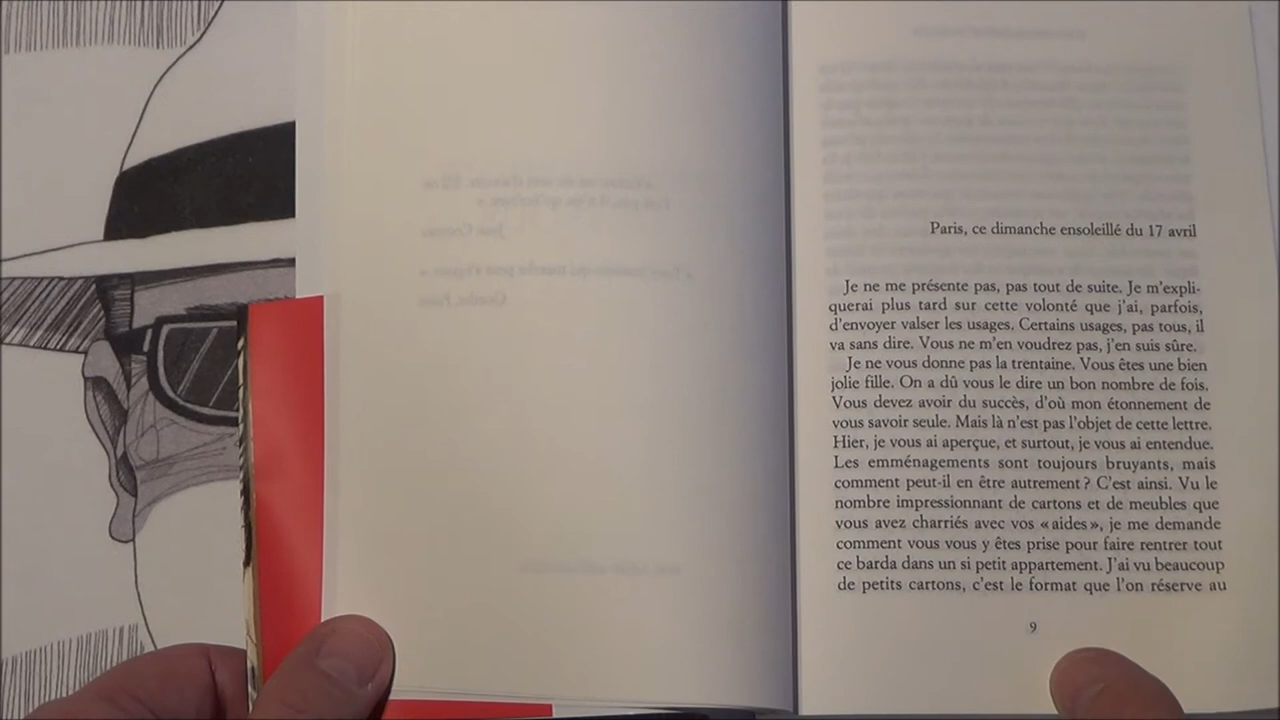 Paris, ce dimanche ensoleillé du 17 avril
Je ne me présente pas, pas tout de suite. Je m'expli-
querai plus tard sur cette volonté que j'ai, parfois,
d'envoyer valser les usages. Certains usages, pas tous, il
va sans dire. Vous ne m'en voudrez pas, j'en suis sûre.
Je ne vous donne pas la trentaine. Vous êtes une bien
jolie fille. On a dû vous le dire un bon nombre de fois.
Vous devez avoir du succès, d'où mon étonnement de
vous savoir seule. Mais là n'est pas l'objet de cette lettre.
Hier, je vous ai aperçue, et surtout, je vous ai entendue.
Les emménagements sont toujours bruyants, mais
comment peut-il en être autrement ? C'est ainsi. Vu le
nombre impressionnant de cartons et de meubles que
vous avez charriés avec vos « aides », je me demande
comment vous vous y êtes prise pour faire rentrer tout
ce barda dans un si petit appartement. J'ai vu beaucoup
de petits cartons, c'est le format que l'on réserve au
9